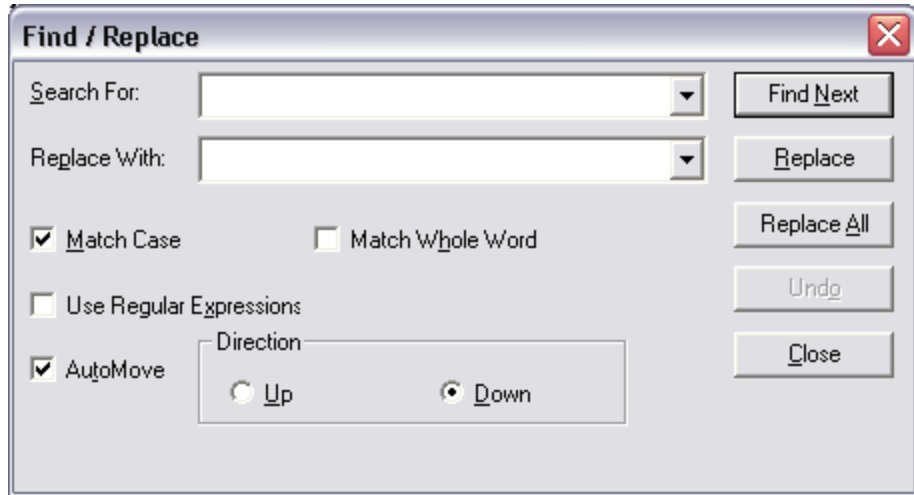 Find / Replace
Search For:
Find Next
Replace With:
Replace
Match Case
Match Whole Word
Replace All
Use Regular Expressions
Undo
AutoMove
Direction
Up
Down
Close